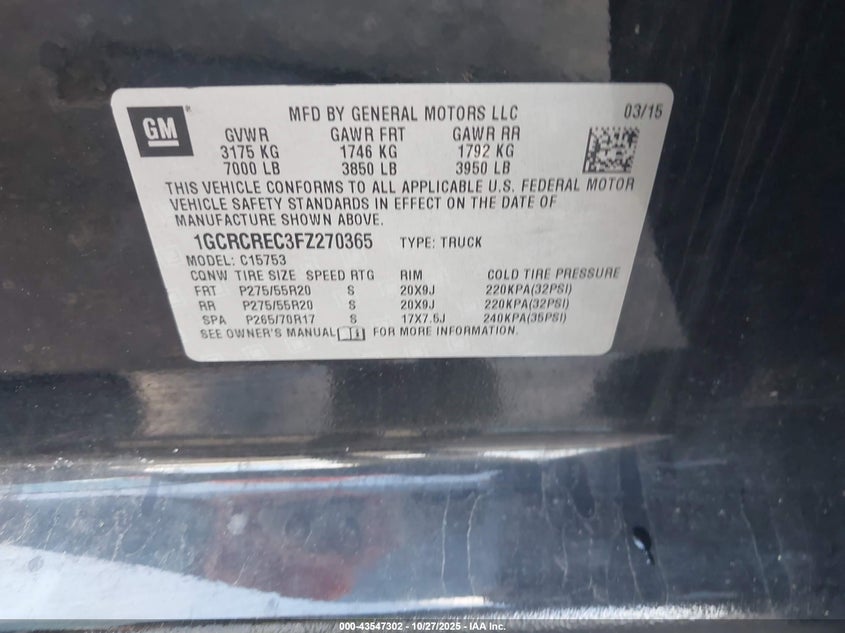 GM ®
MFD BY GENERAL MOTORS LLC 03/15
GVWR GAWR FRT GAWR RR
3175 KG 1746 KG 1792 KG
7000 LB 3850 LB 3950 LB
THIS VEHICLE CONFORMS TO ALL APPLICABLE U.S. FEDERAL MOTOR
VEHICLE SAFETY STANDARDS IN EFFECT ON THE DATE OF
MANUFACTURE SHOWN ABOVE.
1GCRCREC3FZ270365 TYPE: TRUCK
MODEL: C15753
CQNW TIRE SIZE SPEED RTG RIM COLD TIRE PRESSURE
FRT P275/55R20 S 20X9J 220KPA(32PSI)
RR P275/55R20 S 20X9J 220KPA(32PSI)
SPA P265/70R17 S 17X7.5J 240KPA(35PSI)
SEE OWNER'S MANUAL FOR MORE INFORMATION.
000-43547302 - 10/27/2025 - IAA Inc.